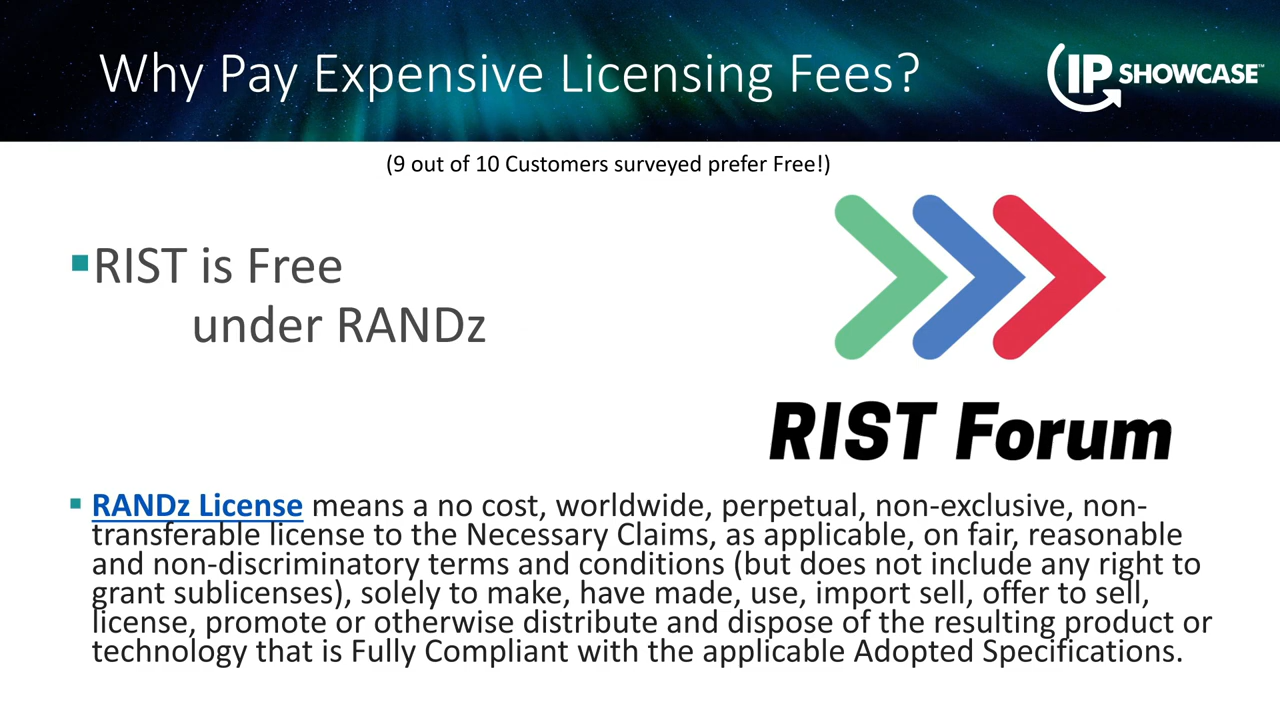 Why Pay Expensive Licensing Fees?
IP SHOWCASE™
(9 out of 10 Customers surveyed prefer Free!)
▪RIST is Free
under RANDz
RIST Forum
▪ RANDz License means a no cost, worldwide, perpetual, non-exclusive, non-
transferable license to the Necessary Claims, as applicable, on fair, reasonable
and non-discriminatory terms and conditions (but does not include any right to
grant sublicenses), solely to make, have made, use, import sell, offer to sell,
license, promote or otherwise distribute and dispose of the resulting product or
technology that is Fully Compliant with the applicable Adopted Specifications.